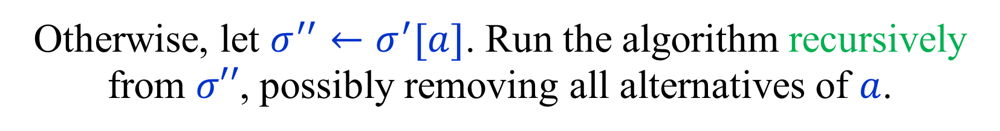 Otherwise, let σ′′ ← σ′[a]. Run the algorithm recursively
from σ′′, possibly removing all alternatives of a.